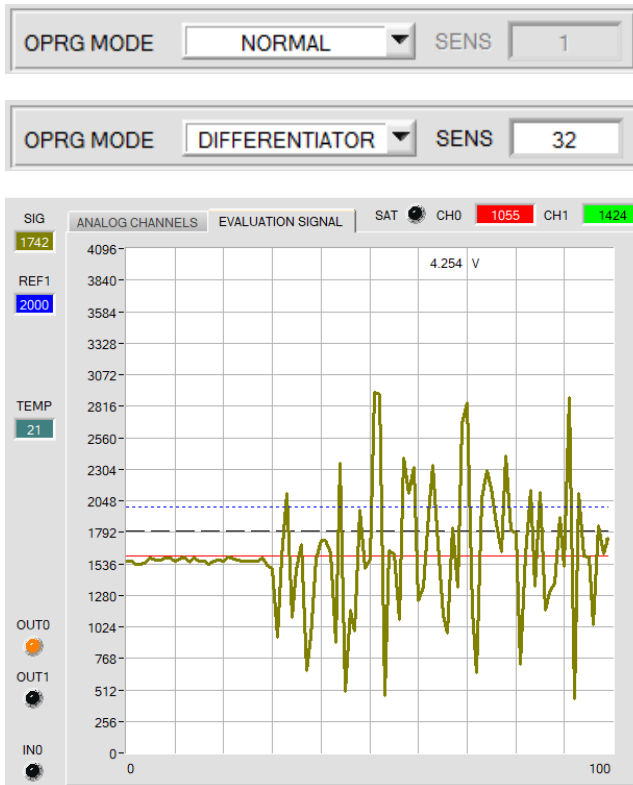 OPRG MODE NORMAL SENS 1
OPRG MODE DIFFERENTIATOR SENS 32
SIG ANALOG CHANNELS EVALUATION SIGNAL SAT CH0 1055 CH1 1424
1742
4096
4.254 V
REF1 3840
2000 3584
3328
3072
TEMP 2816
21 2560
2304
2048
1792
1536
1280
OUT0 1024
768
OUT1 512
256
IN0 0
0 100